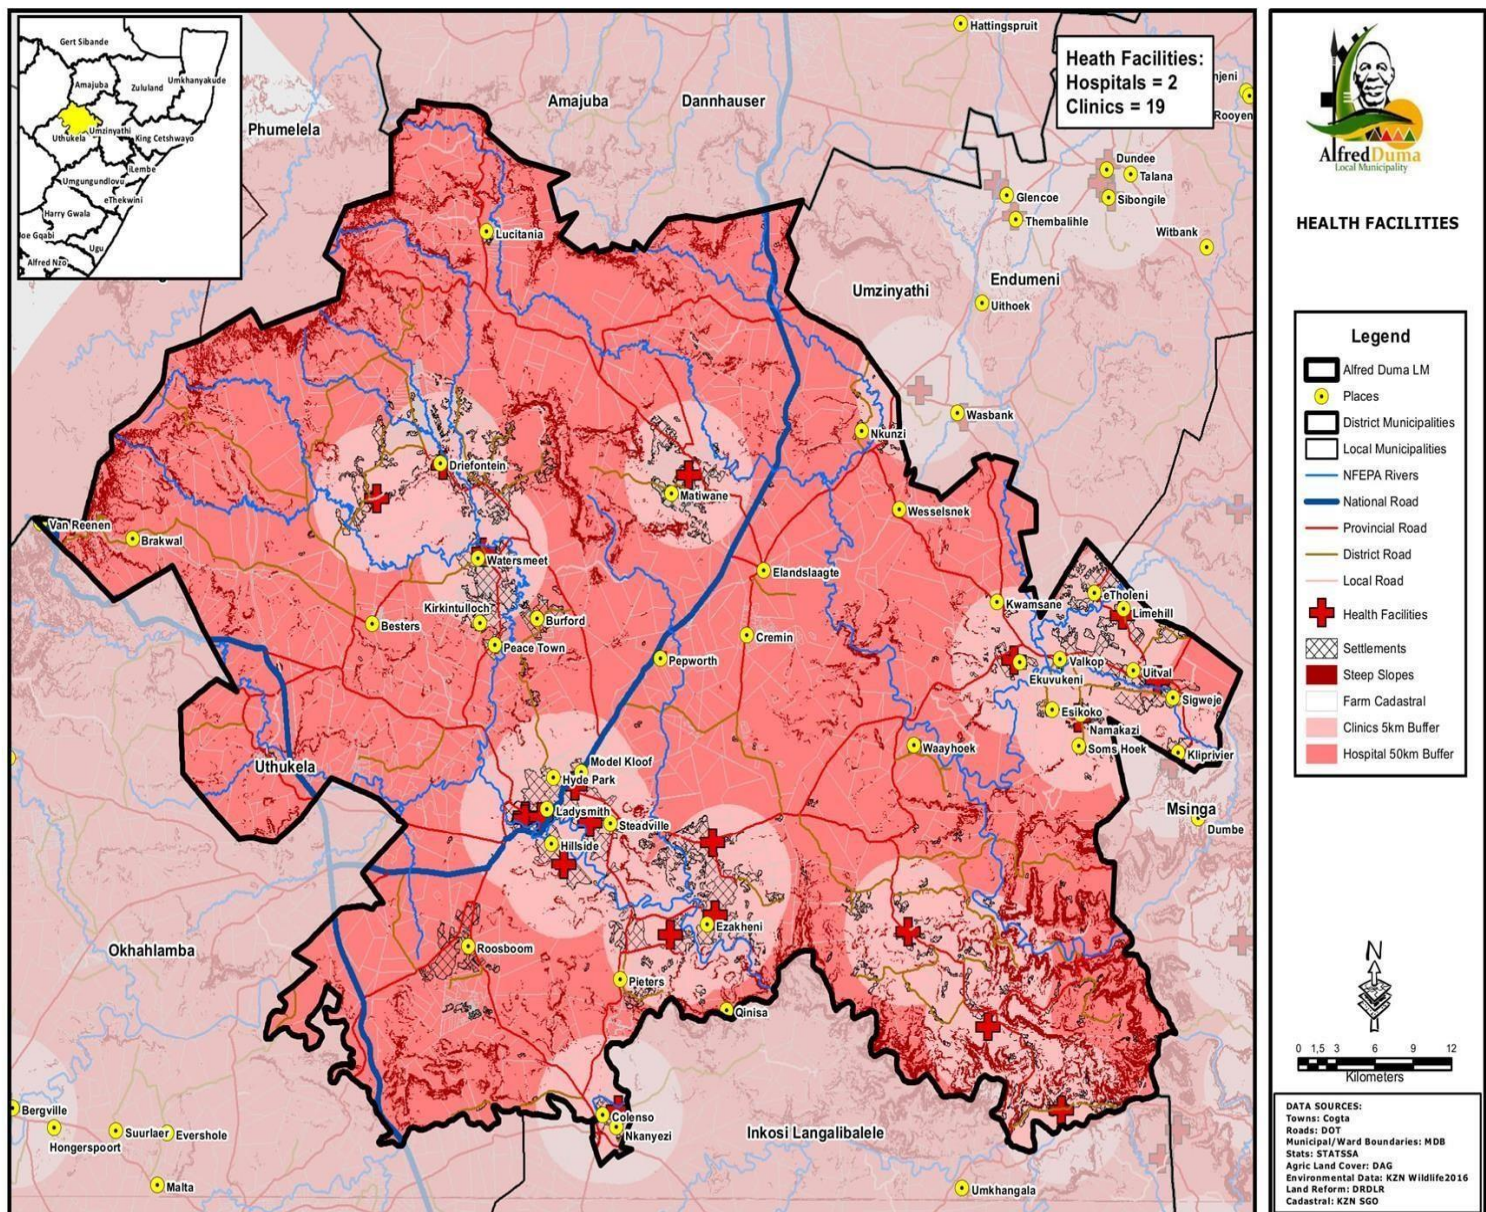 Gert Sibande
Amajuba
Zululand
Umkhanyakude
Uthukela
Umzinyathi
King Cetshwayo
iLembe
Umgungundlovu
eThekwini
Harry Gwala
Joe Gqabi
Ugu
Alfred Nzo
Heath Facilities:
Hospitals = 2
Clinics = 19
Hattingspruit
njeni
Rooyen
Amajuba
Dannhauser
Phumelela
Dundee
Talana
Glencoe
Sibongile
Thembalihle
Witbank
Lucitania
Endumeni
Umzinyathi
Uithoek
Wasbank
Nkunzi
Driefontein
Matiwane
Wesselsnek
Van Reenen
Brakwal
Watersmeet
Elandslaagte
eTholeni
Kwamsane
Limehill
Kirkintulloch
Burford
Besters
Cremin
Peace Town
Pepworth
Valkop
Ekuvukeni
Uitval
Sigweje
Esikoko
Namakazi
Waayhoek
Soms Hoek
Kliprivier
Uthukela
Model Kloof
Hyde Park
Ladysmith
Steadville
Msinga
Dumbe
Hillside
Ezakheni
Okhahlamba
Roosboom
Pieters
Qinisa
Bergville
Colenso
Nkanyezi
Inkosi Langalibalele
Hongerspoort
Suurlaer
Evershole
Malta
Umkhangala
AlfredDuma
Local Municipality
HEALTH FACILITIES
Legend
Alfred Duma LM
Places
District Municipalities
Local Municipalities
NFEPA Rivers
National Road
Provincial Road
District Road
Local Road
Health Facilities
Settlements
Steep Slopes
Farm Cadastral
Clinics 5km Buffer
Hospital 50km Buffer
N
0 1,5 3 6 9 12
Kilometers
DATA SOURCES:
Towns: Cogta
Roads: DOT
Municipal/Ward Boundaries: MDB
Stats: STATSSA
Agric Land Cover: DAG
Environmental Data: KZN Wildlife2016
Land Reform: DRDLR
Cadastral: KZN SGO